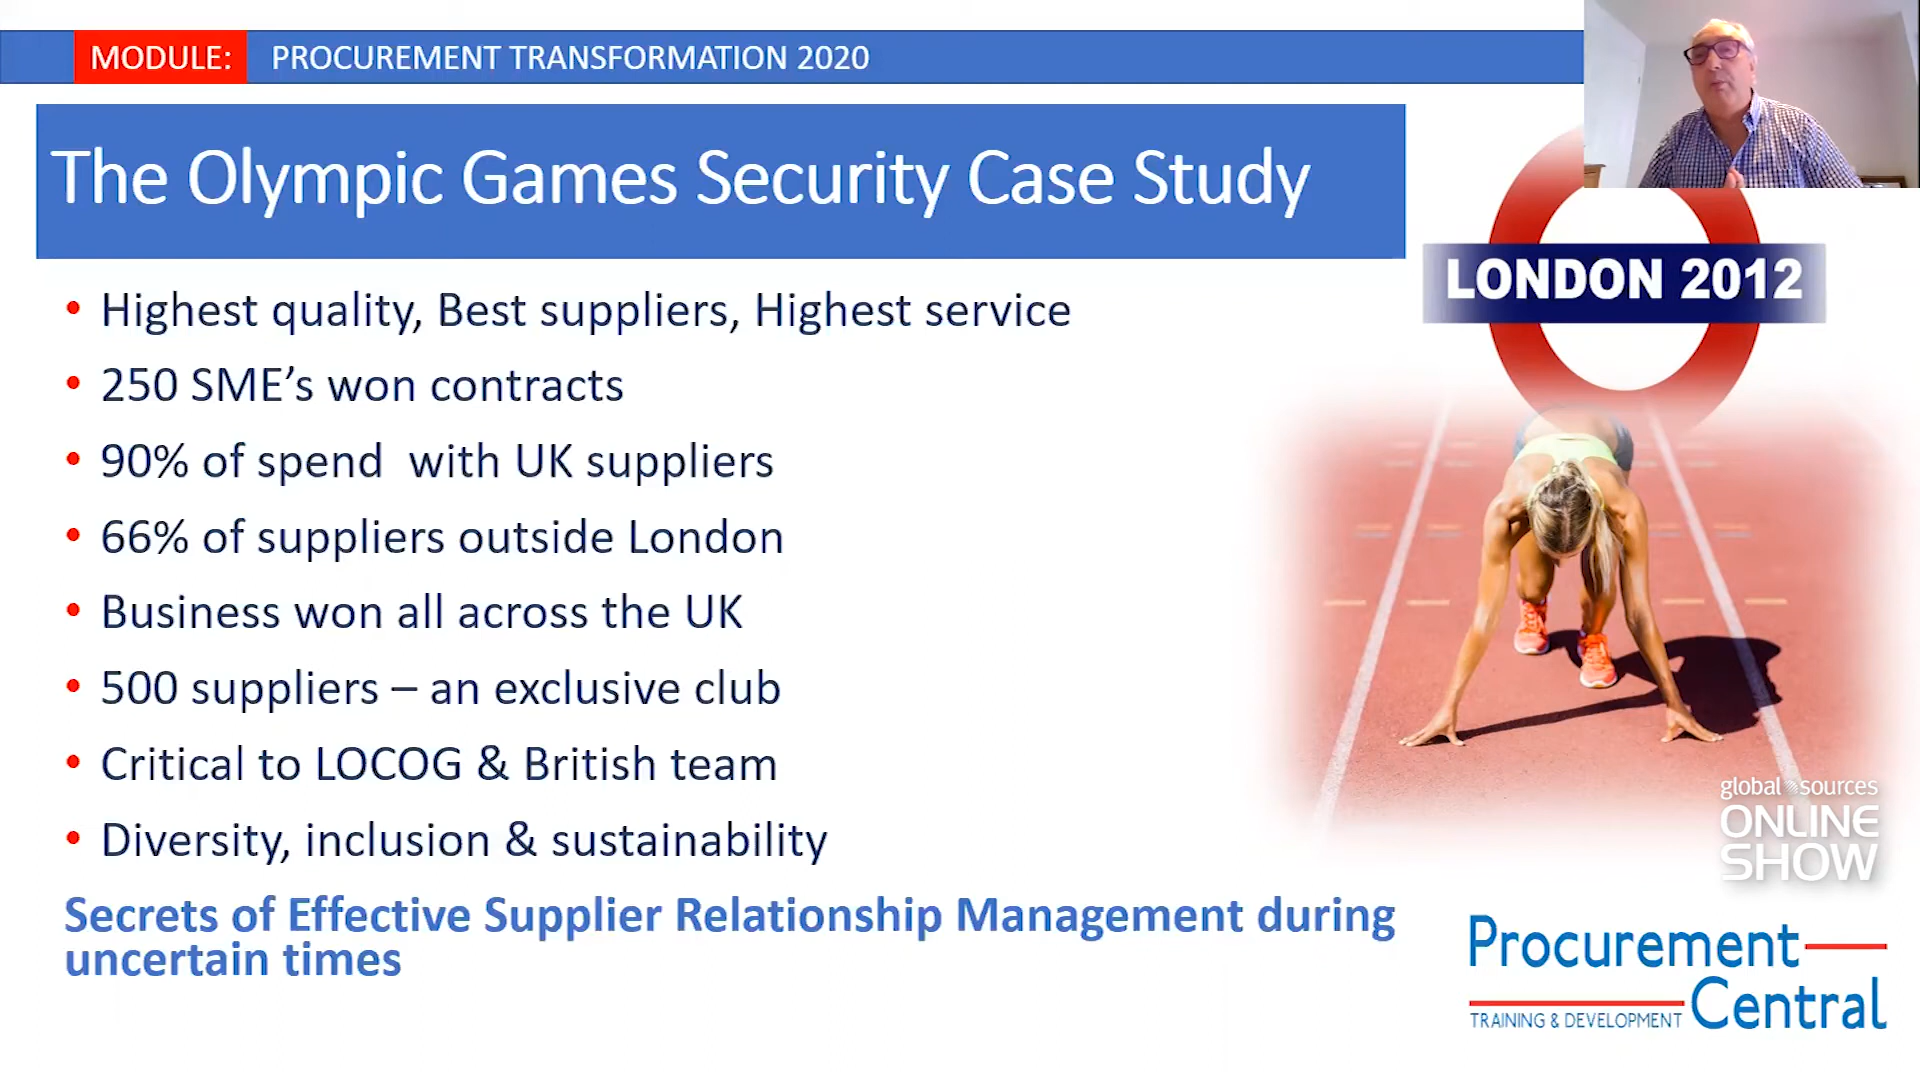 MODULE: PROCUREMENT TRANSFORMATION 2020
The Olympic Games Security Case Study
LONDON 2012
• Highest quality, Best suppliers, Highest service
• 250 SME’s won contracts
• 90% of spend with UK suppliers
• 66% of suppliers outside London
• Business won all across the UK
• 500 suppliers – an exclusive club
• Critical to LOCOG & British team
• Diversity, inclusion & sustainability
Secrets of Effective Supplier Relationship Management during
uncertain times
global sources
ONLINE
SHOW
Procurement
Central
TRAINING & DEVELOPMENT